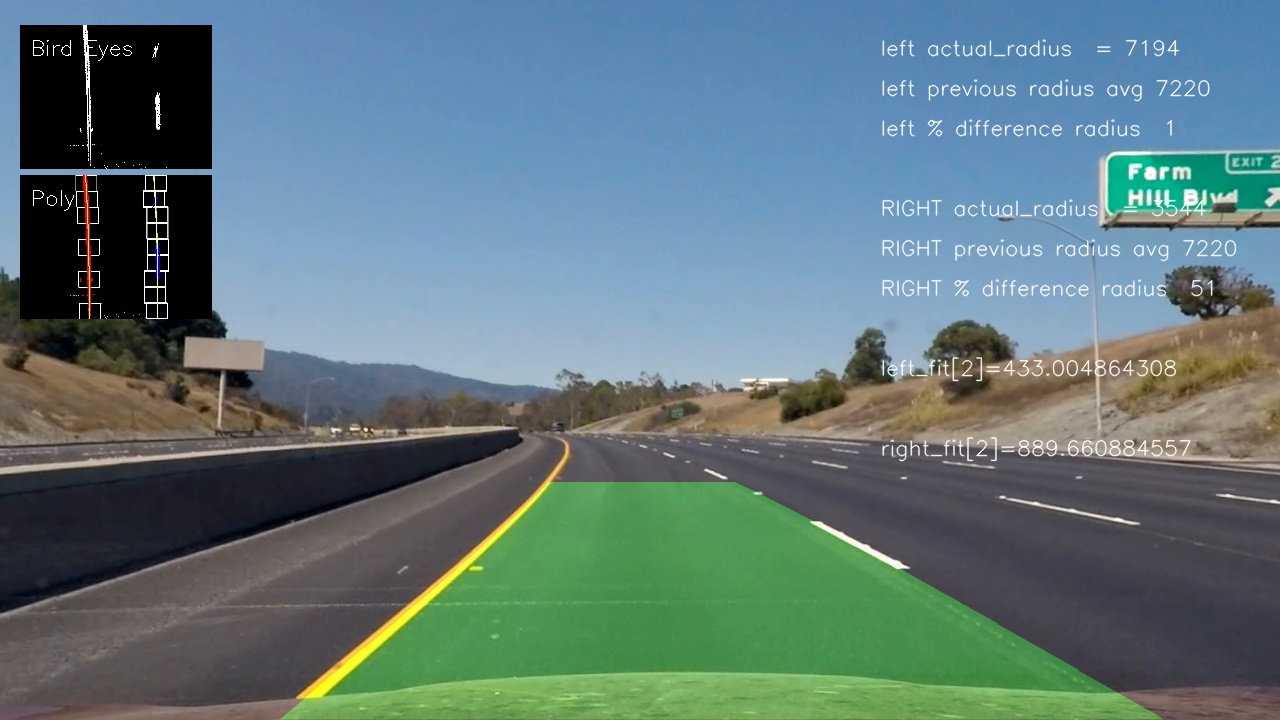 Bird Eyes
Poly
left actual_radius = 7194
left previous radius avg 7220
left % difference radius 1
EXIT 2
Farm
Hill Blvd
RIGHT actual_radius = 3544
RIGHT previous radius avg 7220
RIGHT % difference radius 51
left_fit[2]=433.004864308
right_fit[2]=889.660884557